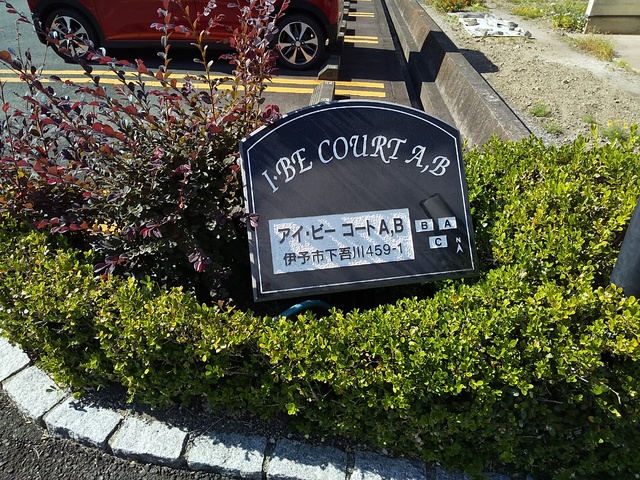 I·BE COURT A,B
アイ・ビー コートA,B
伊予市下吾川459-1
B A
C
N